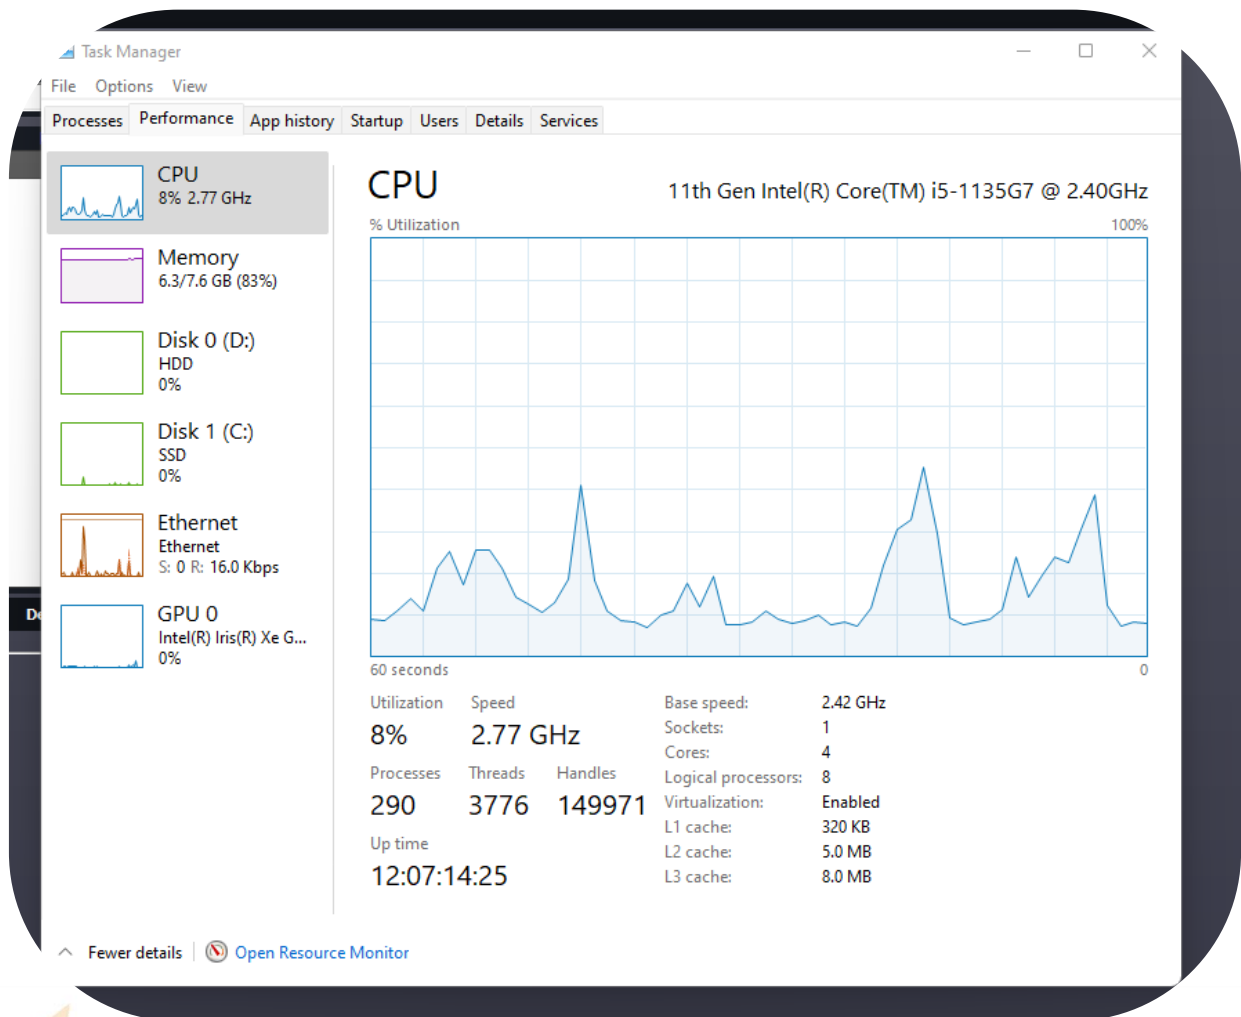 Task Manager
File Options View
Processes Performance App history Startup Users Details Services
CPU
8% 2.77 GHz
Memory
6.3/7.6 GB (83%)
Disk 0 (D:)
HDD
0%
Disk 1 (C:)
SSD
0%
Ethernet
Ethernet
S: 0 R: 16.0 Kbps
GPU 0
Intel(R) Iris(R) Xe G...
0%
CPU 11th Gen Intel(R) Core(TM) i5-1135G7 @ 2.40GHz
% Utilization 100%
60 seconds 0
Utilization Speed
8% 2.77 GHz
Processes Threads Handles
290 3776 149971
Up time
12:07:14:25
Base speed: 2.42 GHz
Sockets: 1
Cores: 4
Logical processors: 8
Virtualization: Enabled
L1 cache: 320 KB
L2 cache: 5.0 MB
L3 cache: 8.0 MB
Fewer details Open Resource Monitor